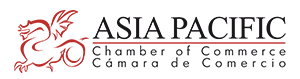 ASIA PACIFIC
Chamber of Commerce
Cámara de Comercio